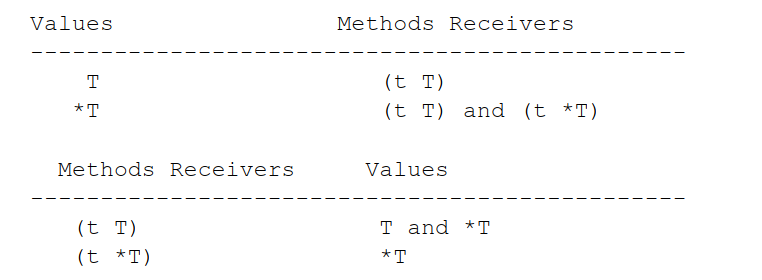 Values Methods Receivers
-----------------------------------------------
T (t T)
*T (t T) and (t *T)
Methods Receivers Values
-----------------------------------------------
(t T) T and *T
(t *T) *T